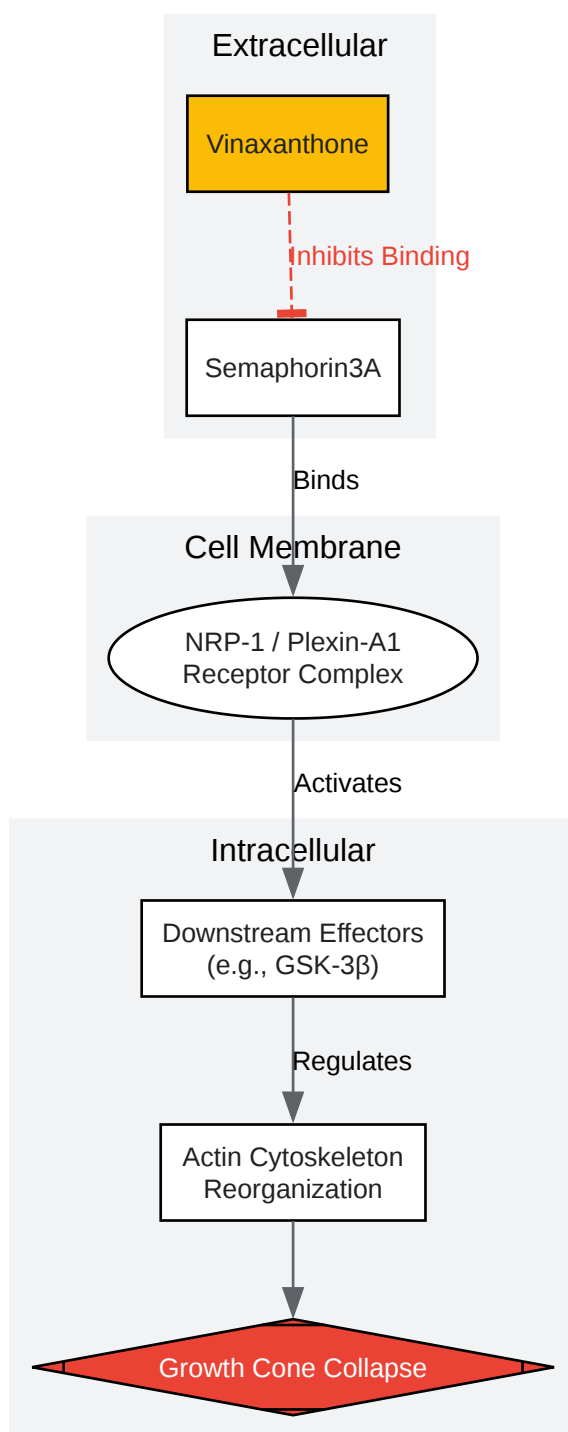 Extracellular
Vinaxanthone
Inhibits Binding
Semaphorin3A
Binds
Cell Membrane
NRP-1 / Plexin-A1
Receptor Complex
Activates
Intracellular
Downstream Effectors
(e.g., GSK-3β)
Regulates
Actin Cytoskeleton
Reorganization
Growth Cone Collapse